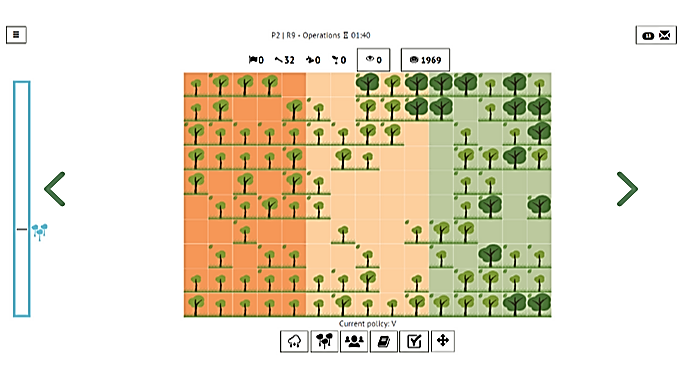 P2 | R9 - Operations 01:40
0 32 0 0 0 1969
Current policy: V